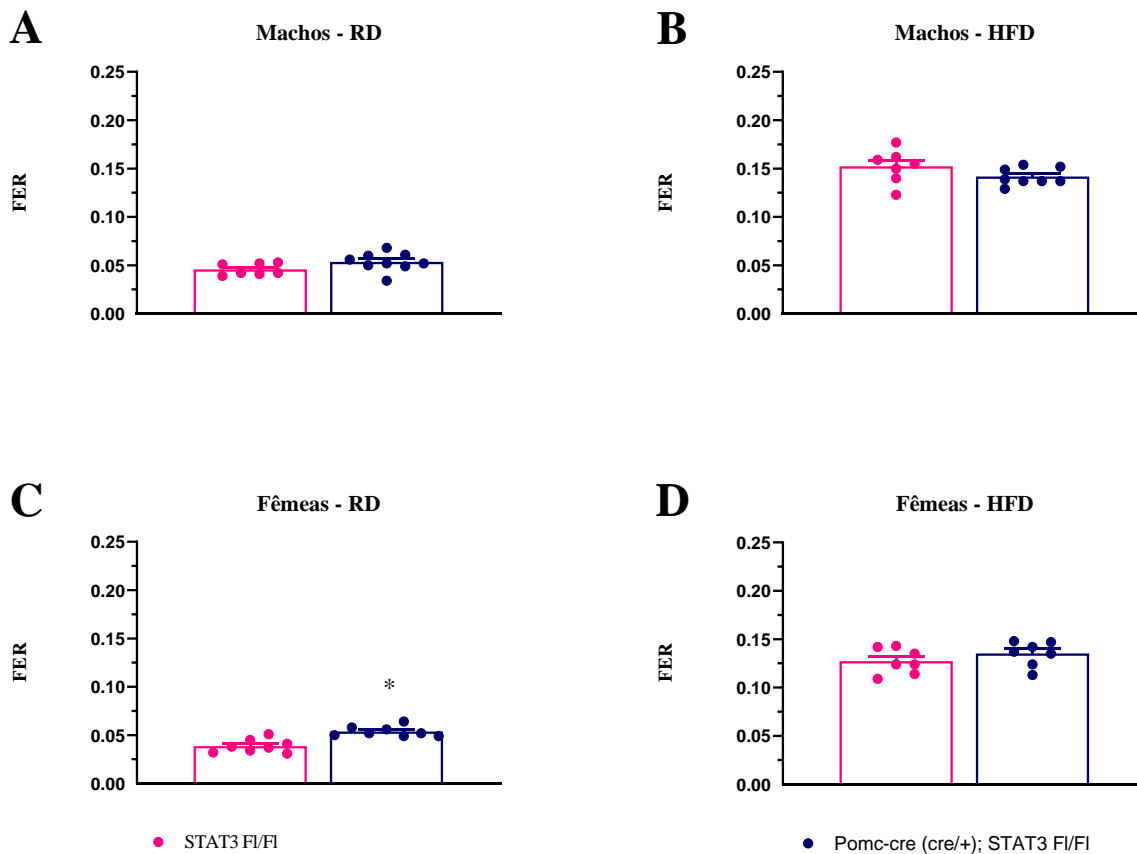 A
Machos - RD
FER
0.25
0.20
0.15
0.10
0.05
0.00
B
Machos - HFD
FER
0.25
0.20
0.15
0.10
0.05
0.00
C
Fêmeas - RD
FER
0.25
0.20
0.15
0.10
0.05
0.00
*
D
Fêmeas - HFD
FER
0.25
0.20
0.15
0.10
0.05
0.00
STAT3 Fl/Fl
Pomc-cre (cre/+); STAT3 Fl/Fl